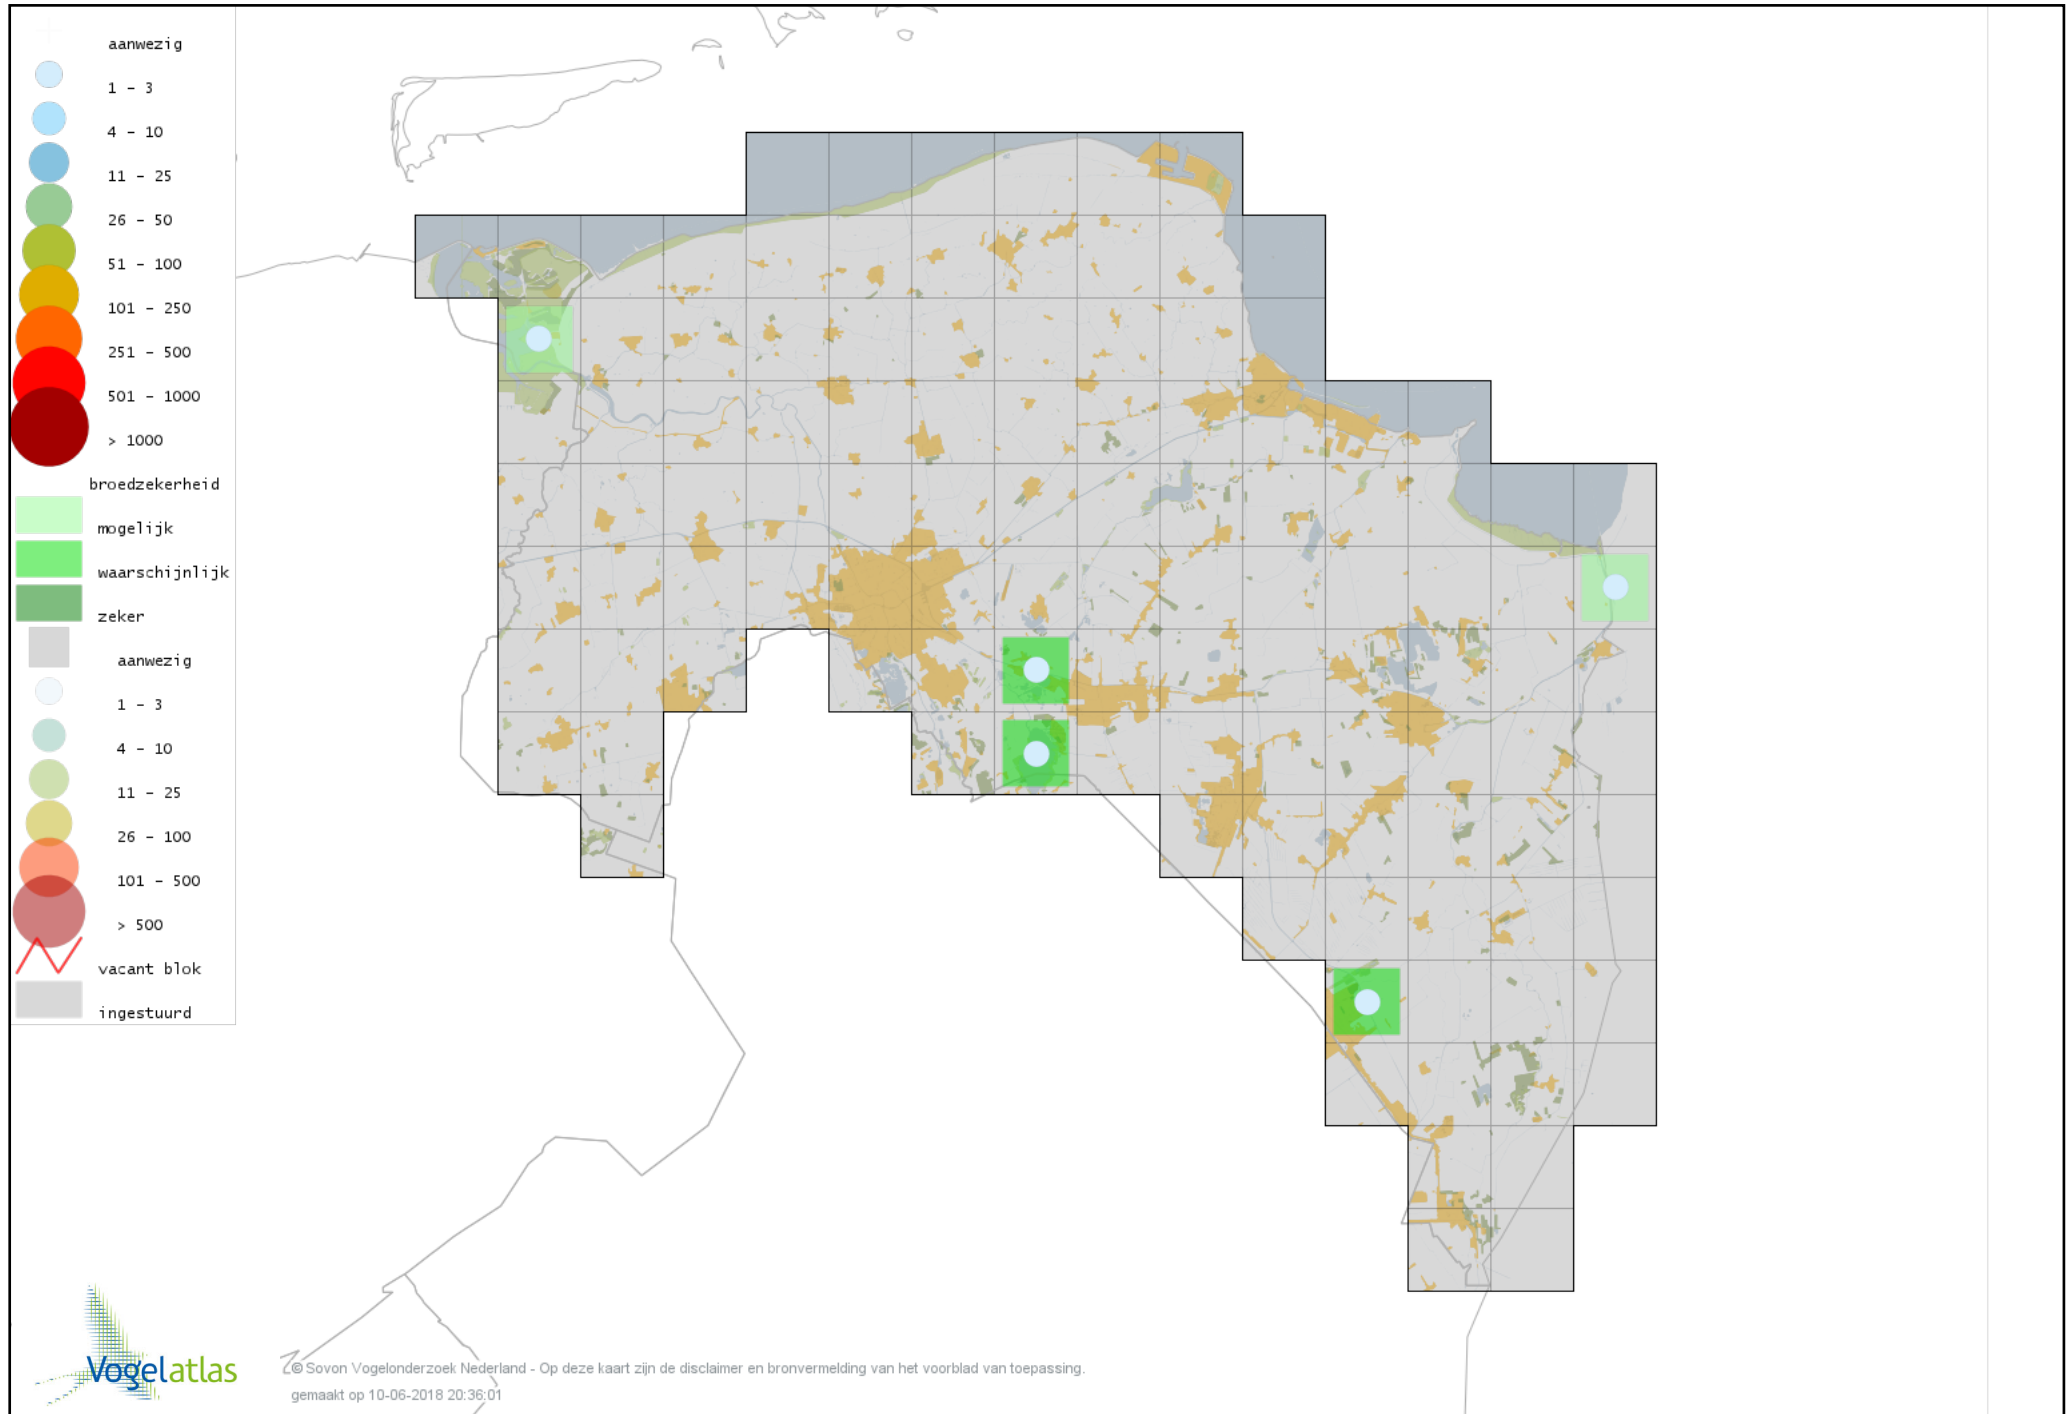 aanwezig
1 - 3
4 - 10
11 - 25
26 - 50
51 - 100
101 - 250
251 - 500
501 - 1000
> 1000
broedzekerheid
mogelijk
waarschijnlijk
zeker
aanwezig
1 - 3
4 - 10
11 - 25
26 - 100
101 - 500
> 500
vacant blok
ingestuurd
Vogelatlas
© Sovon Vogelonderzoek Nederland - Op deze kaart zijn de disclaimer en bronvermelding van het voorblad van toepassing.
gemaakt op 10-06-2018 20:36:01